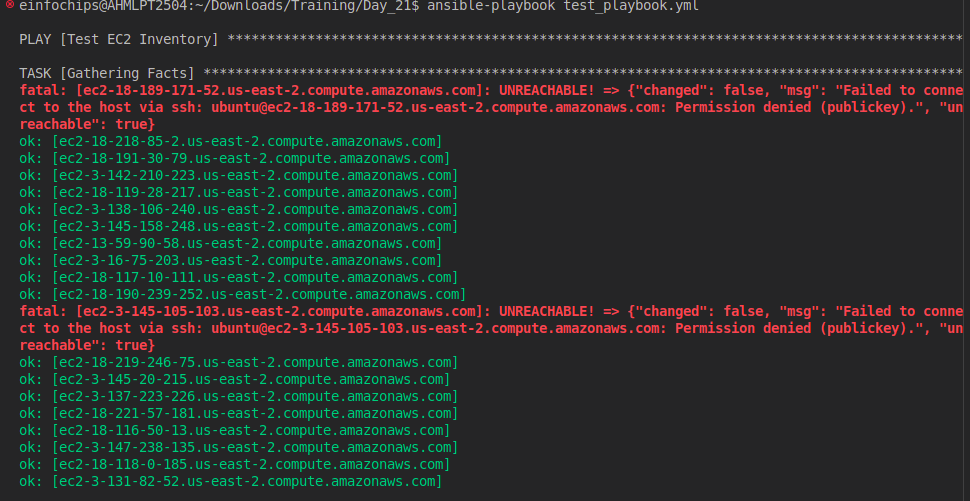 einfochips@AHMLPT2504:~/Downloads/Training/Day_21$ ansible-playbook test_playbook.yml
PLAY [Test EC2 Inventory] ********************************************************************************************
TASK [Gathering Facts] ***********************************************************************************************
fatal: [ec2-18-189-171-52.us-east-2.compute.amazonaws.com]: UNREACHABLE! => {"changed": false, "msg": "Failed to conne
ct to the host via ssh: ubuntu@ec2-18-189-171-52.us-east-2.compute.amazonaws.com: Permission denied (publickey).", "un
reachable": true}
ok: [ec2-18-218-85-2.us-east-2.compute.amazonaws.com]
ok: [ec2-18-191-30-79.us-east-2.compute.amazonaws.com]
ok: [ec2-3-142-210-223.us-east-2.compute.amazonaws.com]
ok: [ec2-18-119-28-217.us-east-2.compute.amazonaws.com]
ok: [ec2-3-138-106-240.us-east-2.compute.amazonaws.com]
ok: [ec2-3-145-158-248.us-east-2.compute.amazonaws.com]
ok: [ec2-13-59-90-58.us-east-2.compute.amazonaws.com]
ok: [ec2-3-16-75-203.us-east-2.compute.amazonaws.com]
ok: [ec2-18-117-10-111.us-east-2.compute.amazonaws.com]
ok: [ec2-18-190-239-252.us-east-2.compute.amazonaws.com]
fatal: [ec2-3-145-105-103.us-east-2.compute.amazonaws.com]: UNREACHABLE! => {"changed": false, "msg": "Failed to conne
ct to the host via ssh: ubuntu@ec2-3-145-105-103.us-east-2.compute.amazonaws.com: Permission denied (publickey).", "un
reachable": true}
ok: [ec2-18-219-246-75.us-east-2.compute.amazonaws.com]
ok: [ec2-3-145-20-215.us-east-2.compute.amazonaws.com]
ok: [ec2-3-137-223-226.us-east-2.compute.amazonaws.com]
ok: [ec2-18-221-57-181.us-east-2.compute.amazonaws.com]
ok: [ec2-18-116-50-13.us-east-2.compute.amazonaws.com]
ok: [ec2-3-147-238-135.us-east-2.compute.amazonaws.com]
ok: [ec2-18-118-0-185.us-east-2.compute.amazonaws.com]
ok: [ec2-3-131-82-52.us-east-2.compute.amazonaws.com]